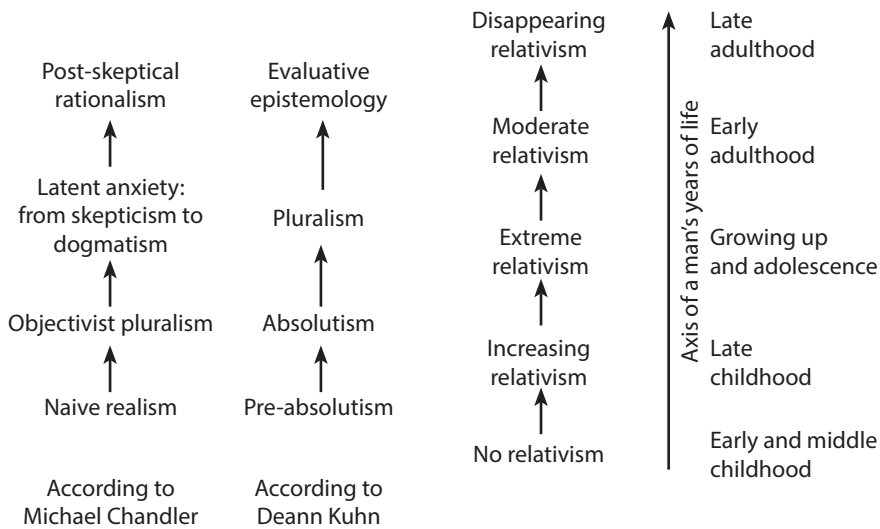 Post-skeptical
rationalism
Latent anxiety:
from skepticism to
dogmatism
Objectivist pluralism
Naive realism
According to
Michael Chandler
Evaluative
epistemology
Pluralism
Absolutism
Pre-absolutism
According to
Deann Kuhn
Disappearing
relativism
Moderate
relativism
Extreme
relativism
Increasing
relativism
No relativism
Axis of a man's years of life
Late
adulthood
Early
adulthood
Growing up
and adolescence
Late
childhood
Early and middle
childhood